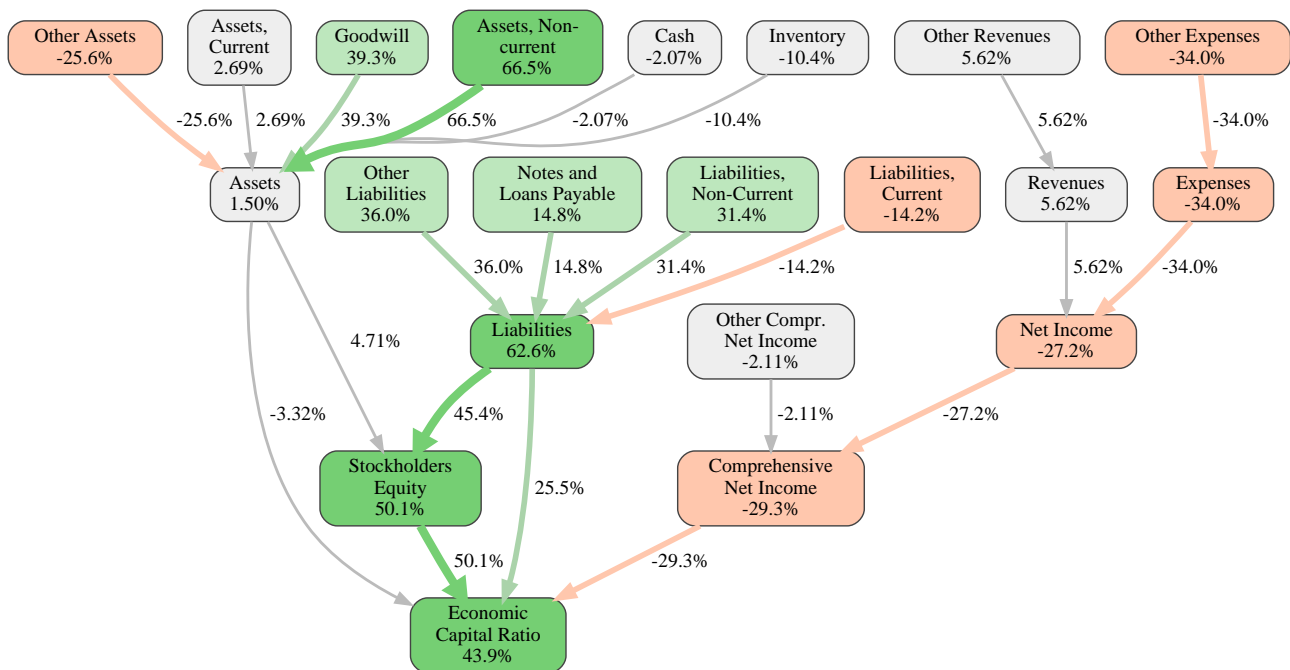 Other Assets
-25.6%
Assets,
Current
2.69%
Goodwill
39.3%
Assets, Non-
current
66.5%
Cash
-2.07%
Inventory
-10.4%
Other Revenues
5.62%
Other Expenses
-34.0%
-25.6%
2.69%
39.3%
66.5%
-2.07%
-10.4%
5.62%
-34.0%
Assets
1.50%
Other
Liabilities
36.0%
Notes and
Loans Payable
14.8%
Liabilities,
Non-Current
31.4%
Liabilities,
Current
-14.2%
Revenues
5.62%
Expenses
-34.0%
36.0%
14.8%
31.4%
-14.2%
5.62%
-34.0%
4.71%
Liabilities
62.6%
Other Compr.
Net Income
-2.11%
Net Income
-27.2%
-3.32%
45.4%
-2.11%
-27.2%
Stockholders
Equity
50.1%
25.5%
Comprehensive
Net Income
-29.3%
50.1%
-29.3%
Economic
Capital Ratio
43.9%